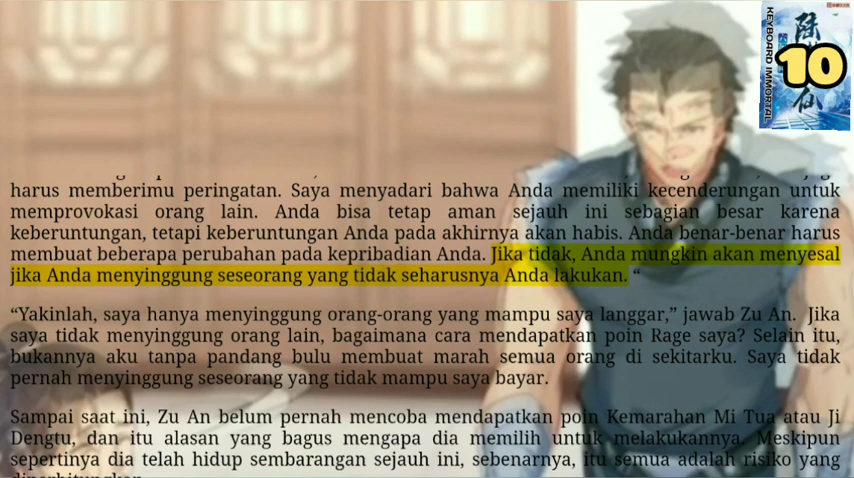 KEYBOARD IMMORTAL
10
harus memberimu peringatan. Saya menyadari bahwa Anda memiliki kecenderungan untuk
memprovokasi orang lain. Anda bisa tetap aman sejauh ini sebagian besar karena
keberuntungan, tetapi keberuntungan Anda pada akhirnya akan habis. Anda benar-benar harus
membuat beberapa perubahan pada kepribadian Anda. Jika tidak, Anda mungkin akan menyesal
jika Anda menyinggung seseorang yang tidak seharusnya Anda lakukan. “
“Yakinlah, saya hanya menyinggung orang-orang yang mampu saya langgar,” jawab Zu An. Jika
saya tidak menyinggung orang lain, bagaimana cara mendapatkan poin Rage saya? Selain itu,
bukannya aku tanpa pandang bulu membuat marah semua orang di sekitarku. Saya tidak
pernah menyinggung seseorang yang tidak mampu saya bayar.
Sampai saat ini, Zu An belum pernah mencoba mendapatkan poin Kemarahan Mi Tua atau Ji
Dengtu, dan itu alasan yang bagus mengapa dia memilih untuk melakukannya. Meskipun
sepertinya dia telah hidup sembarangan sejauh ini, sebenarnya, itu semua adalah risiko yang